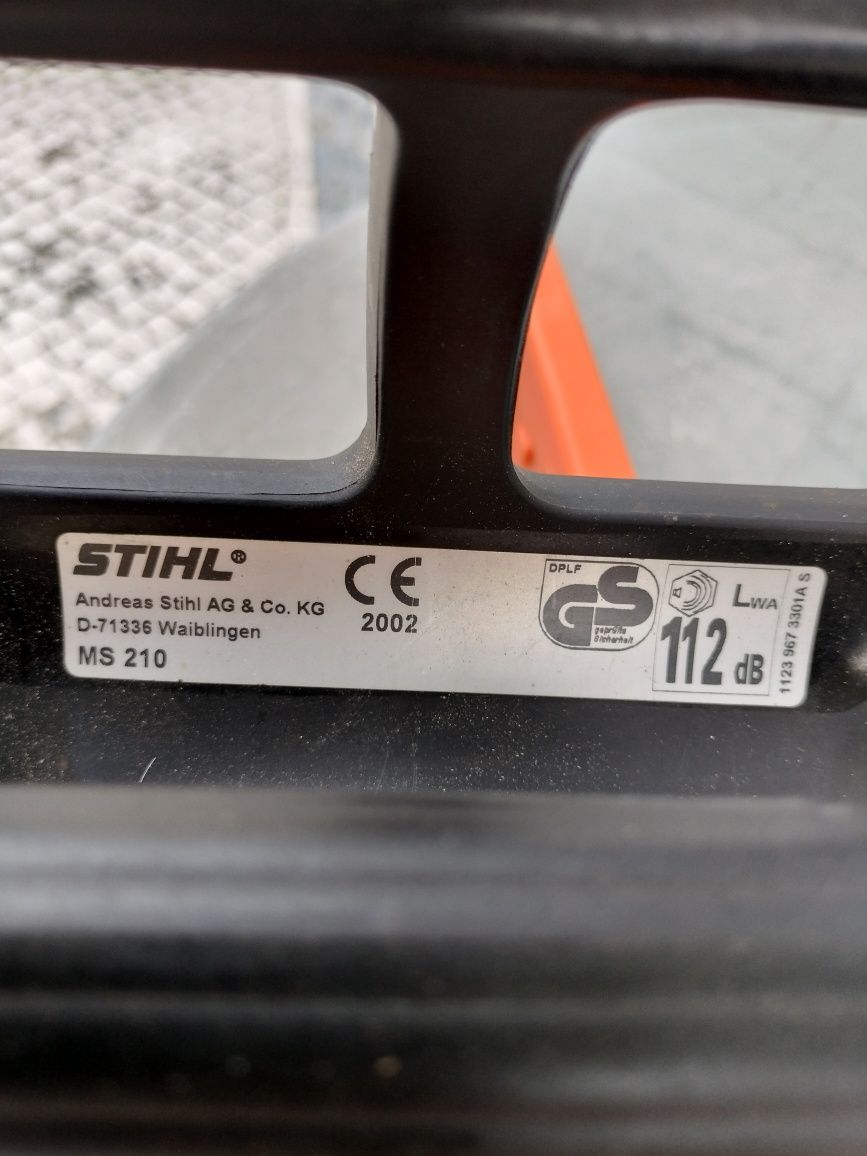 STIHL®
Andreas Stihl AG & Co. KG
D-71336 Waiblingen
MS 210
CE
2002
DPLF
GS
geprüfte
Sicherheit
LWA
112 dB
1123 967 3301A S